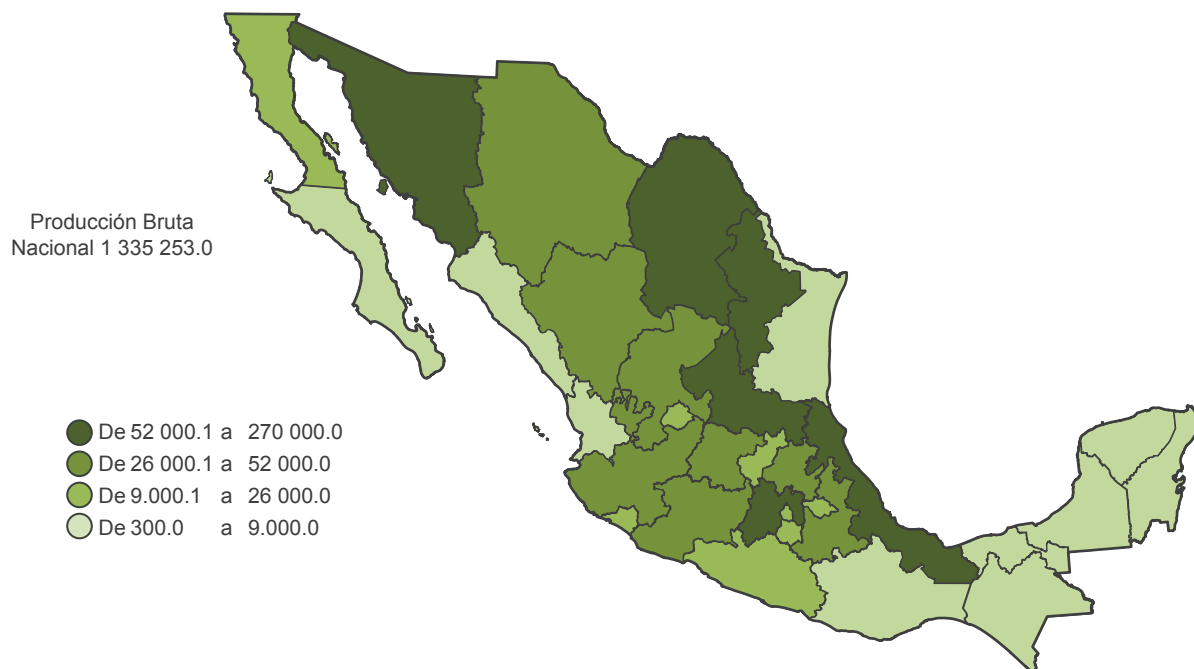 Producción Bruta
Nacional 1 335 253.0
De 52 000.1 a 270 000.0
De 26 000.1 a 52 000.0
De 9.000.1 a 26 000.0
De 300.0 a 9.000.0